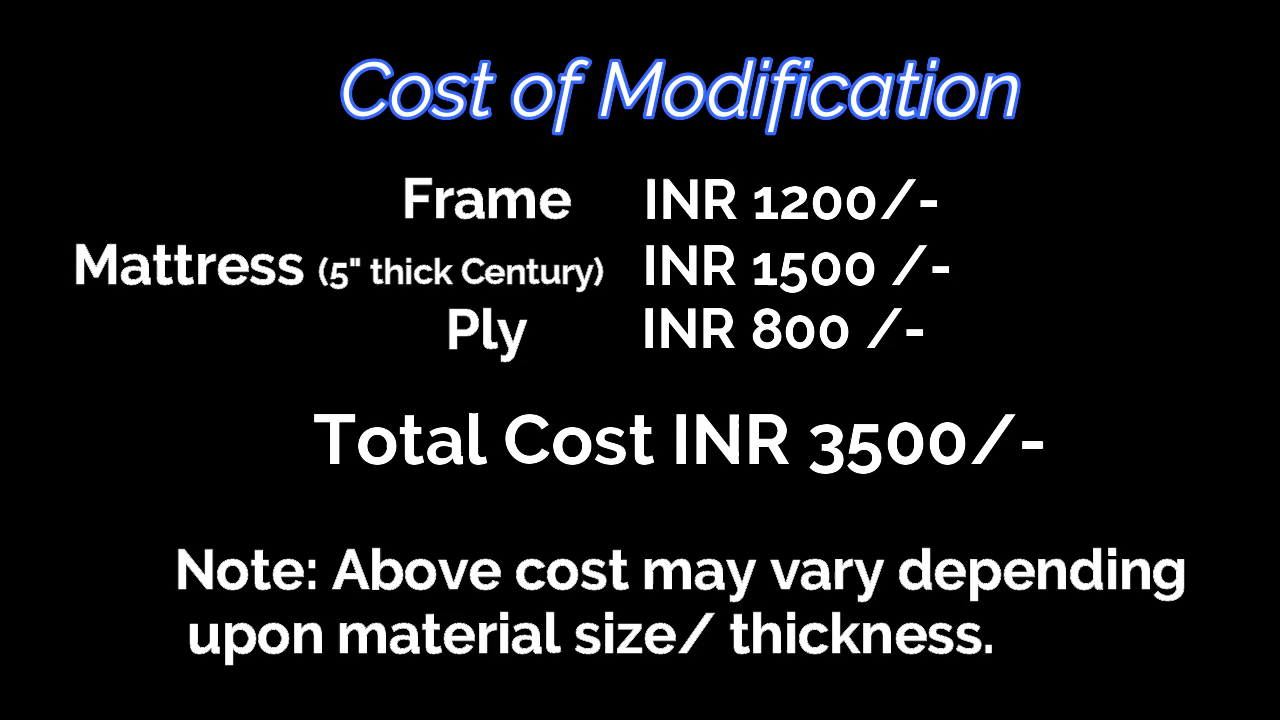 Cost of Modification
Frame INR 1200/-
Mattress (5" thick Century) INR 1500 /-
Ply INR 800 /-
Total Cost INR 3500/-
Note: Above cost may vary depending
upon material size/ thickness.